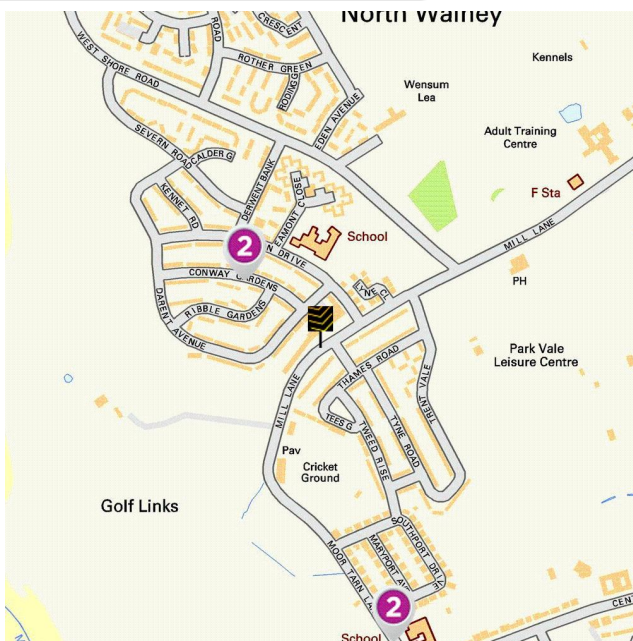 North Walney
CRESCENT
ROAD
WEST SHORE ROAD
ROTHER GREEN
RODING G
EDEN AVENUE
Wensum
Lea
Kennels
Adult Training
Centre
F Sta
SEVERN ROAD
CALDER G
KENNET RD
DERWENT BANK
EAMONT CLOSE
School
2
N DRIVE
MILL LANE
PH
CONWAY GARDENS
RIBBLE GARDENS
LYNE CL
DARENT AVENUE
Park Vale
Leisure Centre
THAMES ROAD
TRENT VALE
MILL LANE
TEES G
TWEED RISE
TYNE ROAD
Pav
Cricket
Ground
Golf Links
SOUTHPORT DRIVE
MARYPORT AV
MOOR TARN LA
2
CEN
School